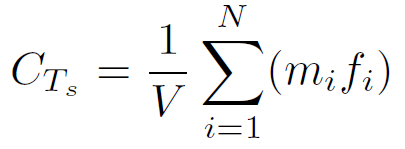 C_{T_s} = \frac{1}{V} \sum_{i=1}^{N} (m_i f_i)